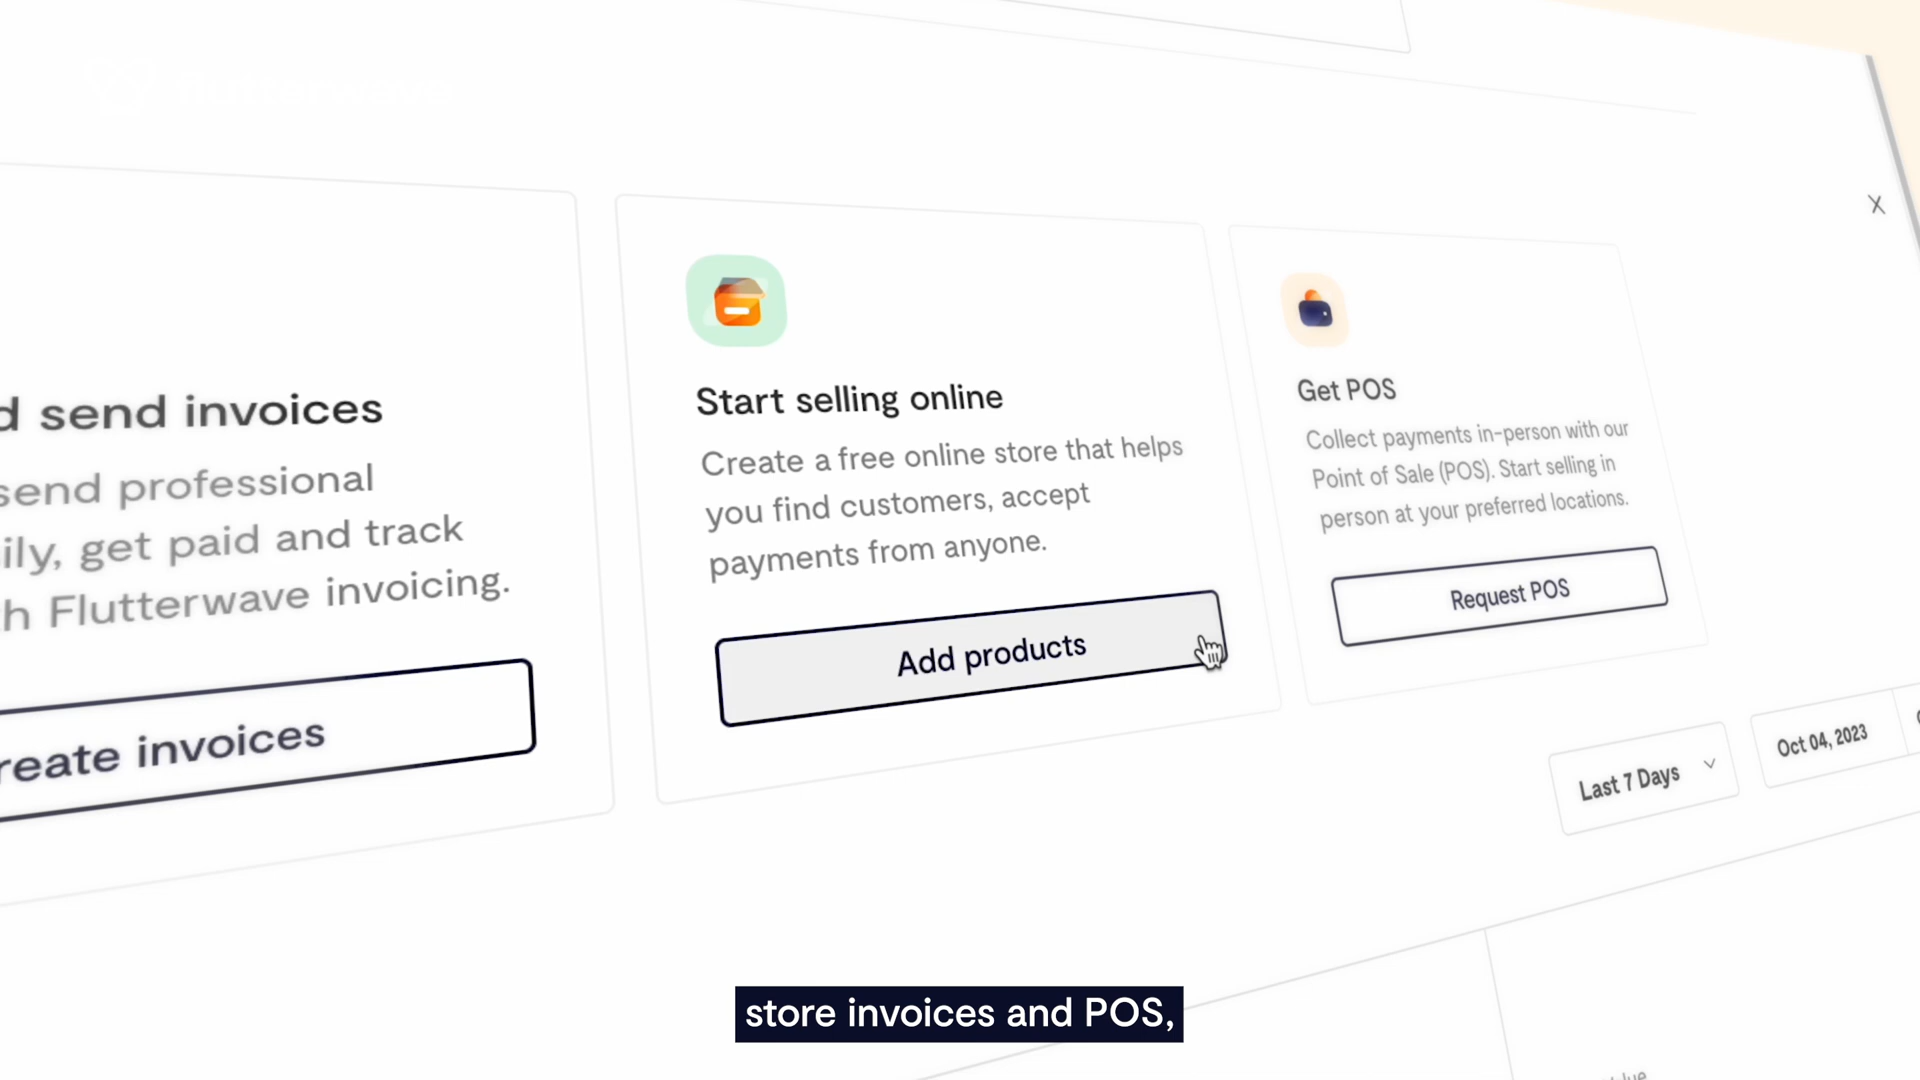 flutterwave
X
d send invoices
send professional
ily, get paid and track
h Flutterwave invoicing.
reate invoices
Start selling online
Create a free online store that helps
you find customers, accept
payments from anyone.
Add products
Get POS
Collect payments in-person with our
Point of Sale (POS). Start selling in
person at your preferred locations.
Request POS
Last 7 Days
Oct 04, 2023
store invoices and POS,